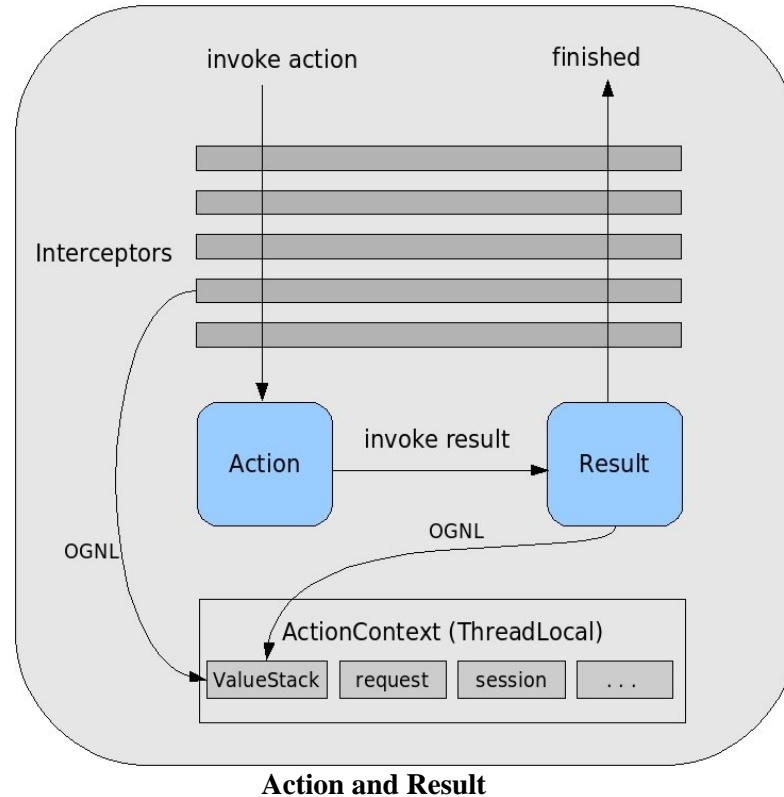 invoke action
finished
Interceptors
Action
invoke result
Result
OGNL
OGNL
ActionContext (ThreadLocal)
ValueStack
request
session
. . .
Action and Result